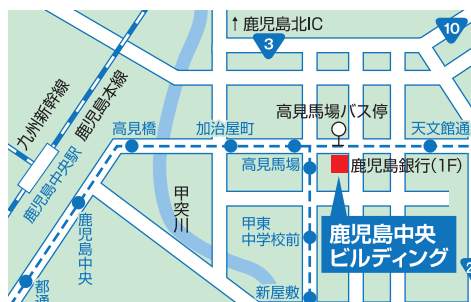 ↑鹿児島北IC
3
10
九州新幹線
鹿児島本線
高見馬場バス停
高見橋
加治屋町
天文館通
鹿児島中央駅
高見馬場
鹿児島銀行(1F)
甲突川
鹿児島中央
甲東
中学校前
鹿児島中央
ビルディング
都通
新屋敷